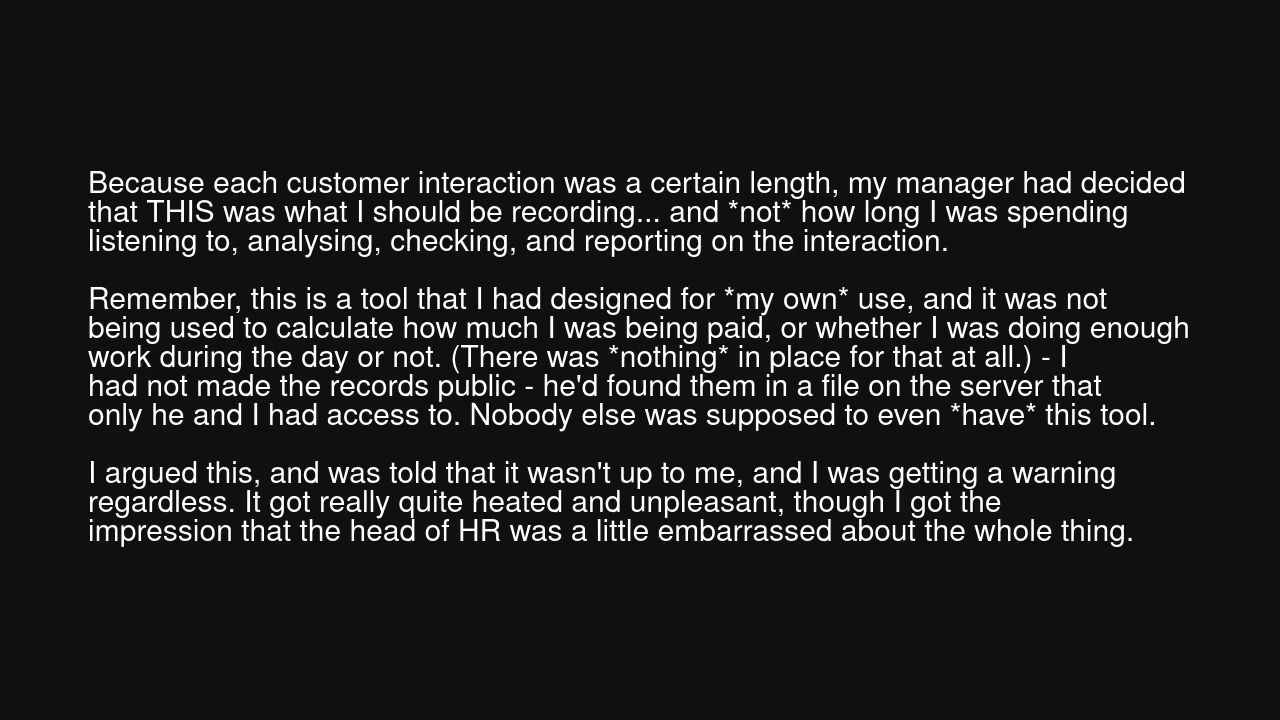 Because each customer interaction was a certain length, my manager had decided
that THIS was what I should be recording... and *not* how long I was spending
listening to, analysing, checking, and reporting on the interaction.
Remember, this is a tool that I had designed for *my own* use, and it was not
being used to calculate how much I was being paid, or whether I was doing enough
work during the day or not. (There was *nothing* in place for that at all.) - I
had not made the records public - he'd found them in a file on the server that
only he and I had access to. Nobody else was supposed to even *have* this tool.
I argued this, and was told that it wasn't up to me, and I was getting a warning
regardless. It got really quite heated and unpleasant, though I got the
impression that the head of HR was a little embarrassed about the whole thing.